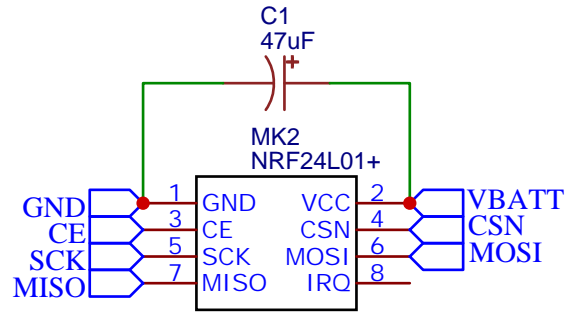 C1
47uF
+
MK2
NRF24L01+
GND 1 GND VCC 2 VBATT
CE 3 CE CSN 4 CSN
SCK 5 SCK MOSI 6 MOSI
MISO 7 MISO IRQ 8